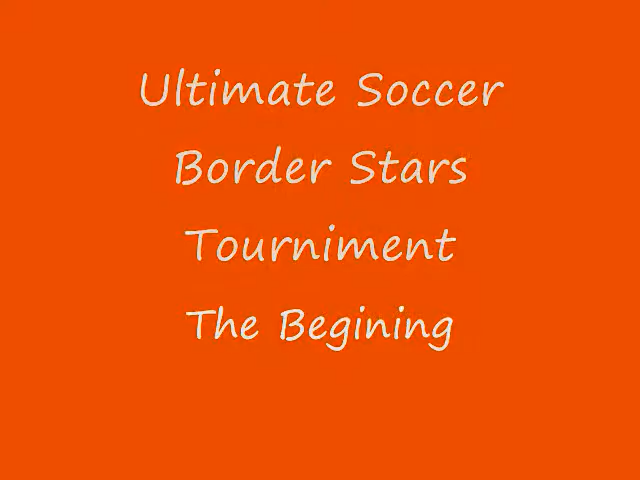 Ultimate Soccer
Border Stars
Tourniment
The Begining